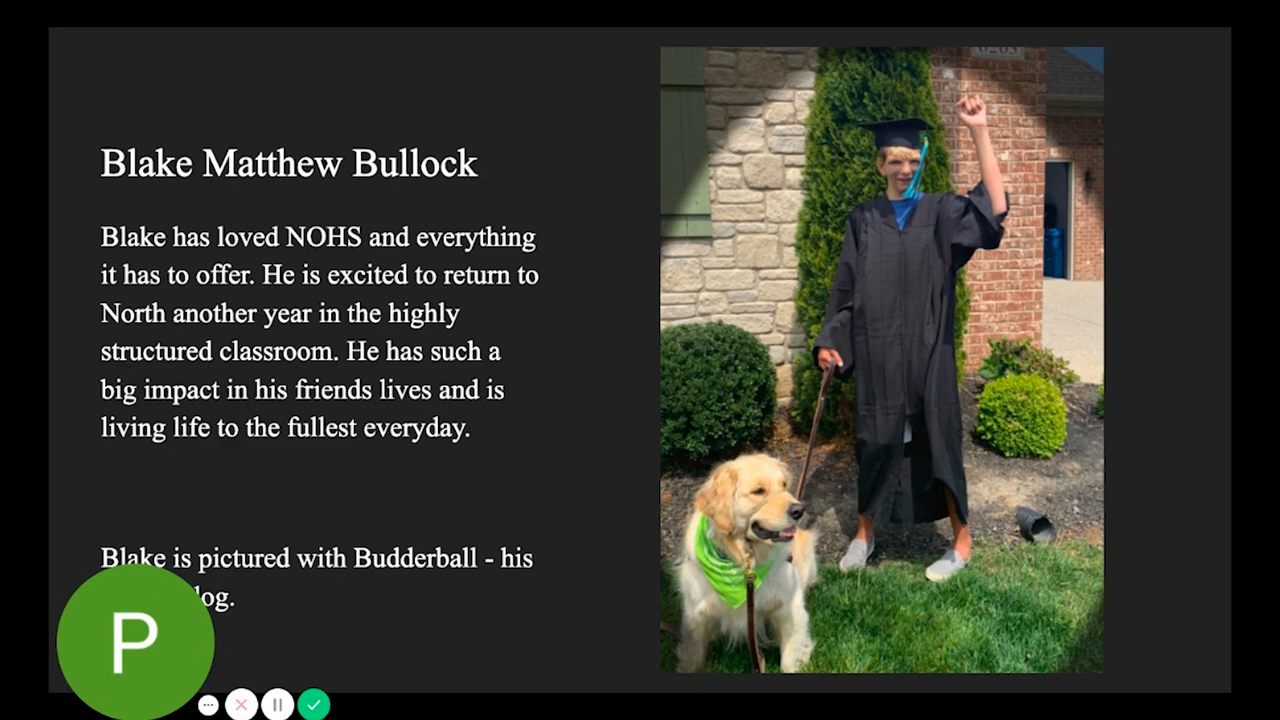 Blake Matthew Bullock
Blake has loved NOHS and everything
it has to offer. He is excited to return to
North another year in the highly
structured classroom. He has such a
big impact in his friends lives and is
living life to the fullest everyday.
Blake is pictured with Budderball - his
log.
P